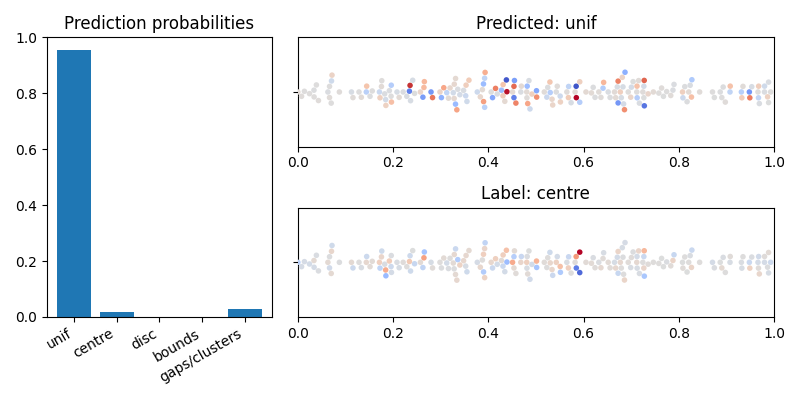 Prediction probabilities
1.0
0.8
0.6
0.4
0.2
0.0
unif
centre
disc
bounds
gaps/clusters
Predicted: unif
0.0 0.2 0.4 0.6 0.8 1.0
Label: centre
0.0 0.2 0.4 0.6 0.8 1.0